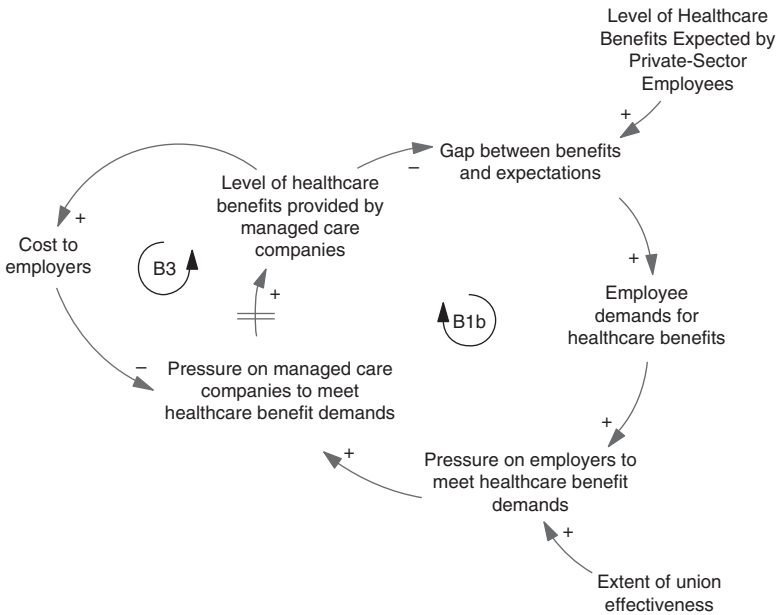 Level of Healthcare
Benefits Expected by
Private-Sector
Employees
+
Gap between benefits
and expectations
−
Level of healthcare
benefits provided by
managed care
companies
+
Cost to
employers
B3
+
+
Employee
demands for
healthcare benefits
B1b
−
Pressure on managed care
companies to meet
healthcare benefit demands
+
+
Pressure on employers to
meet healthcare benefit
demands
+
Extent of union
effectiveness